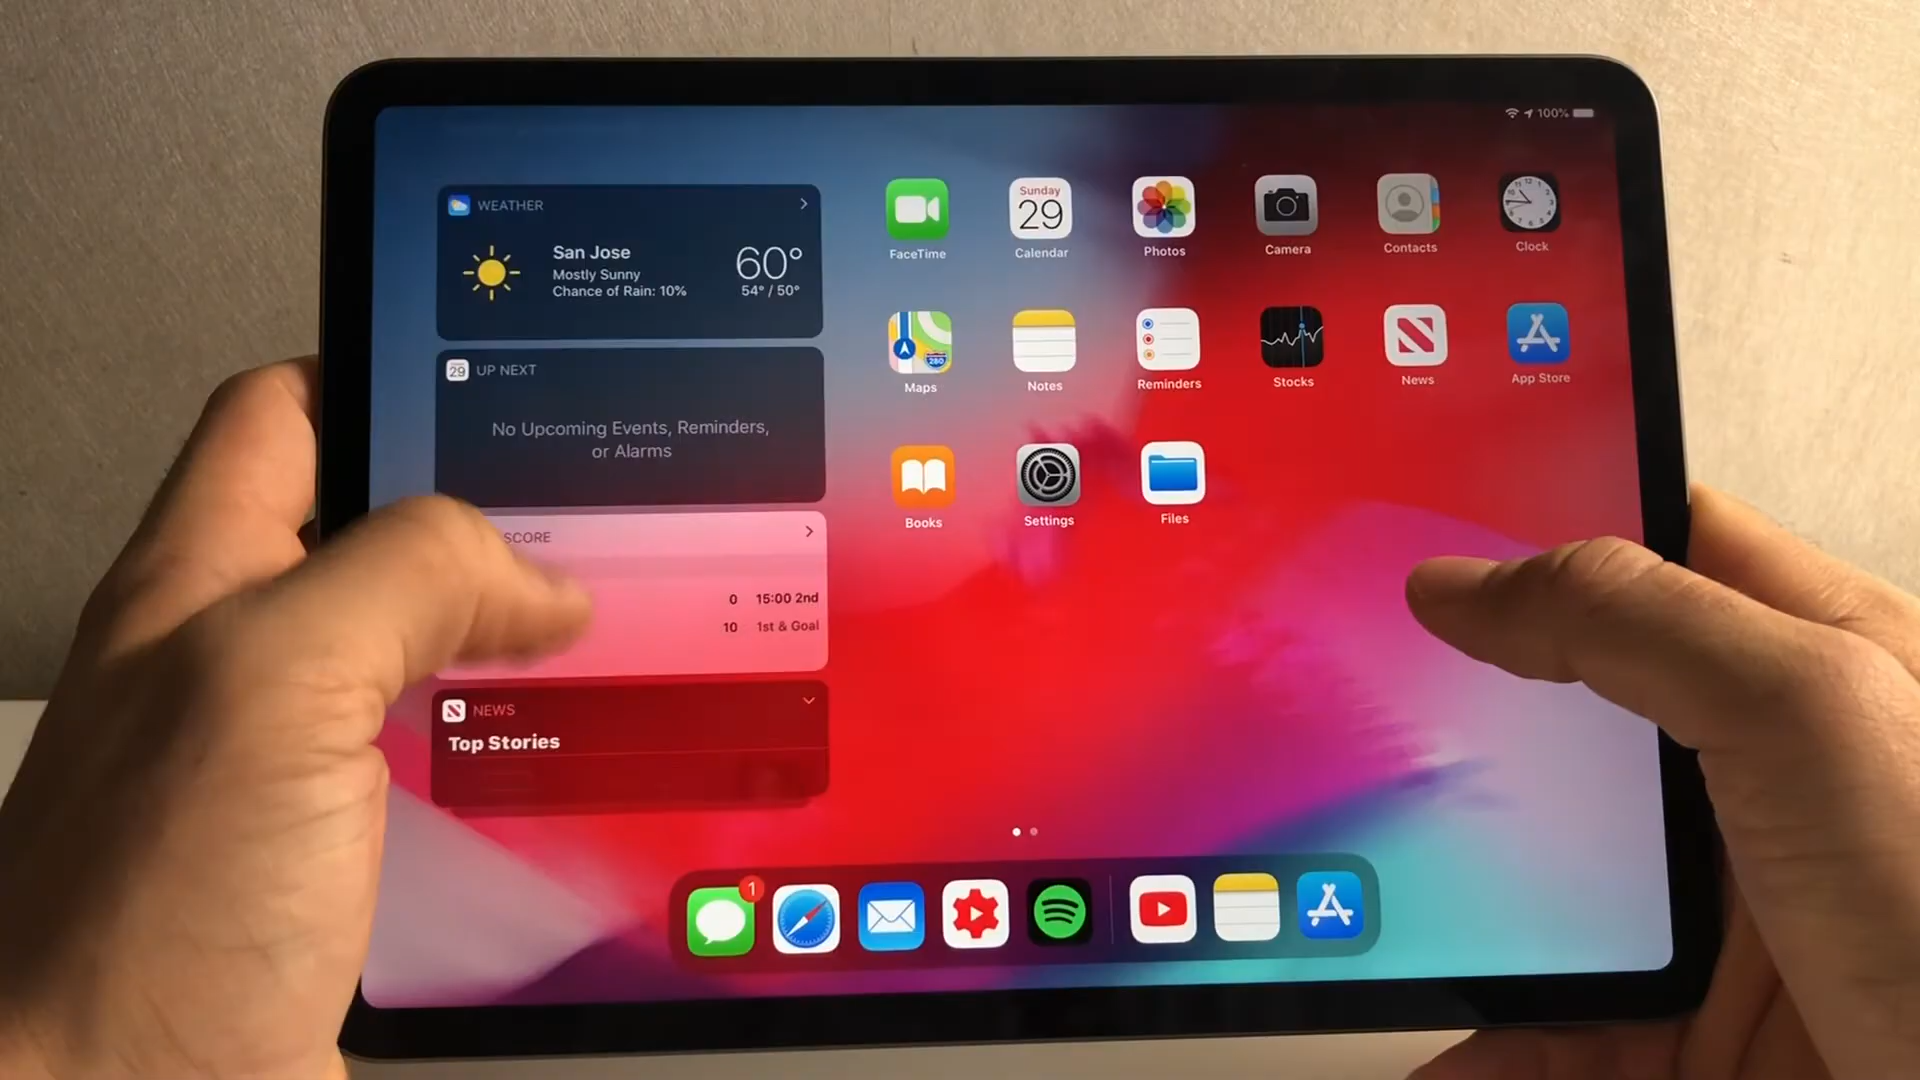 100%
WEATHER
San Jose
Mostly Sunny
Chance of Rain: 10%
60°
54° / 50°
29 UP NEXT
No Upcoming Events, Reminders,
or Alarms
SCORE
0 15:00 2nd
10 1st & Goal
NEWS
Top Stories
Sunday
29
FaceTime
Calendar
Photos
Camera
Contacts
Clock
280
Maps
Notes
Reminders
Stocks
News
App Store
Books
Settings
Files
1